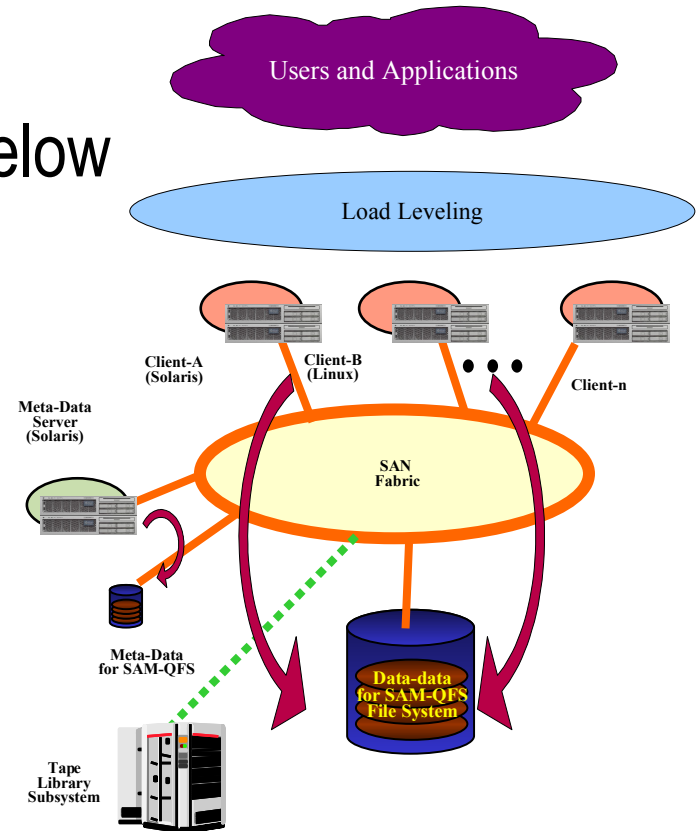 Users and Applications
elow
Load Leveling
Client-A
(Solaris)
Client-B
(Linux)
Client-n
Meta-Data
Server
(Solaris)
SAN
Fabric
Meta-Data
for SAM-QFS
Data-data
for SAM-QFS
File System
Tape
Library
Subsystem